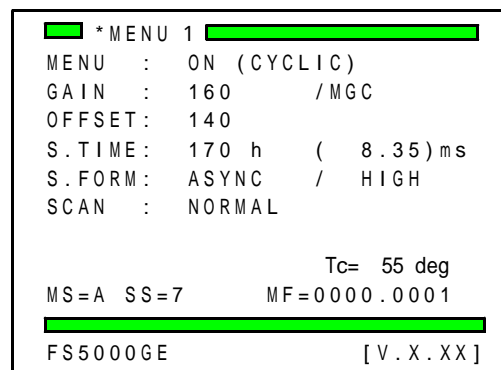 *MENU 1
MENU : ON (CYCLIC)
GAIN : 160 /MGC
OFFSET: 140
S.TIME: 170 h ( 8.35)ms
S.FORM: ASYNC / HIGH
SCAN : NORMAL
Tc= 55 deg
MS=A SS=7 MF=0000.0001
FS5000GE [V.X.XX]